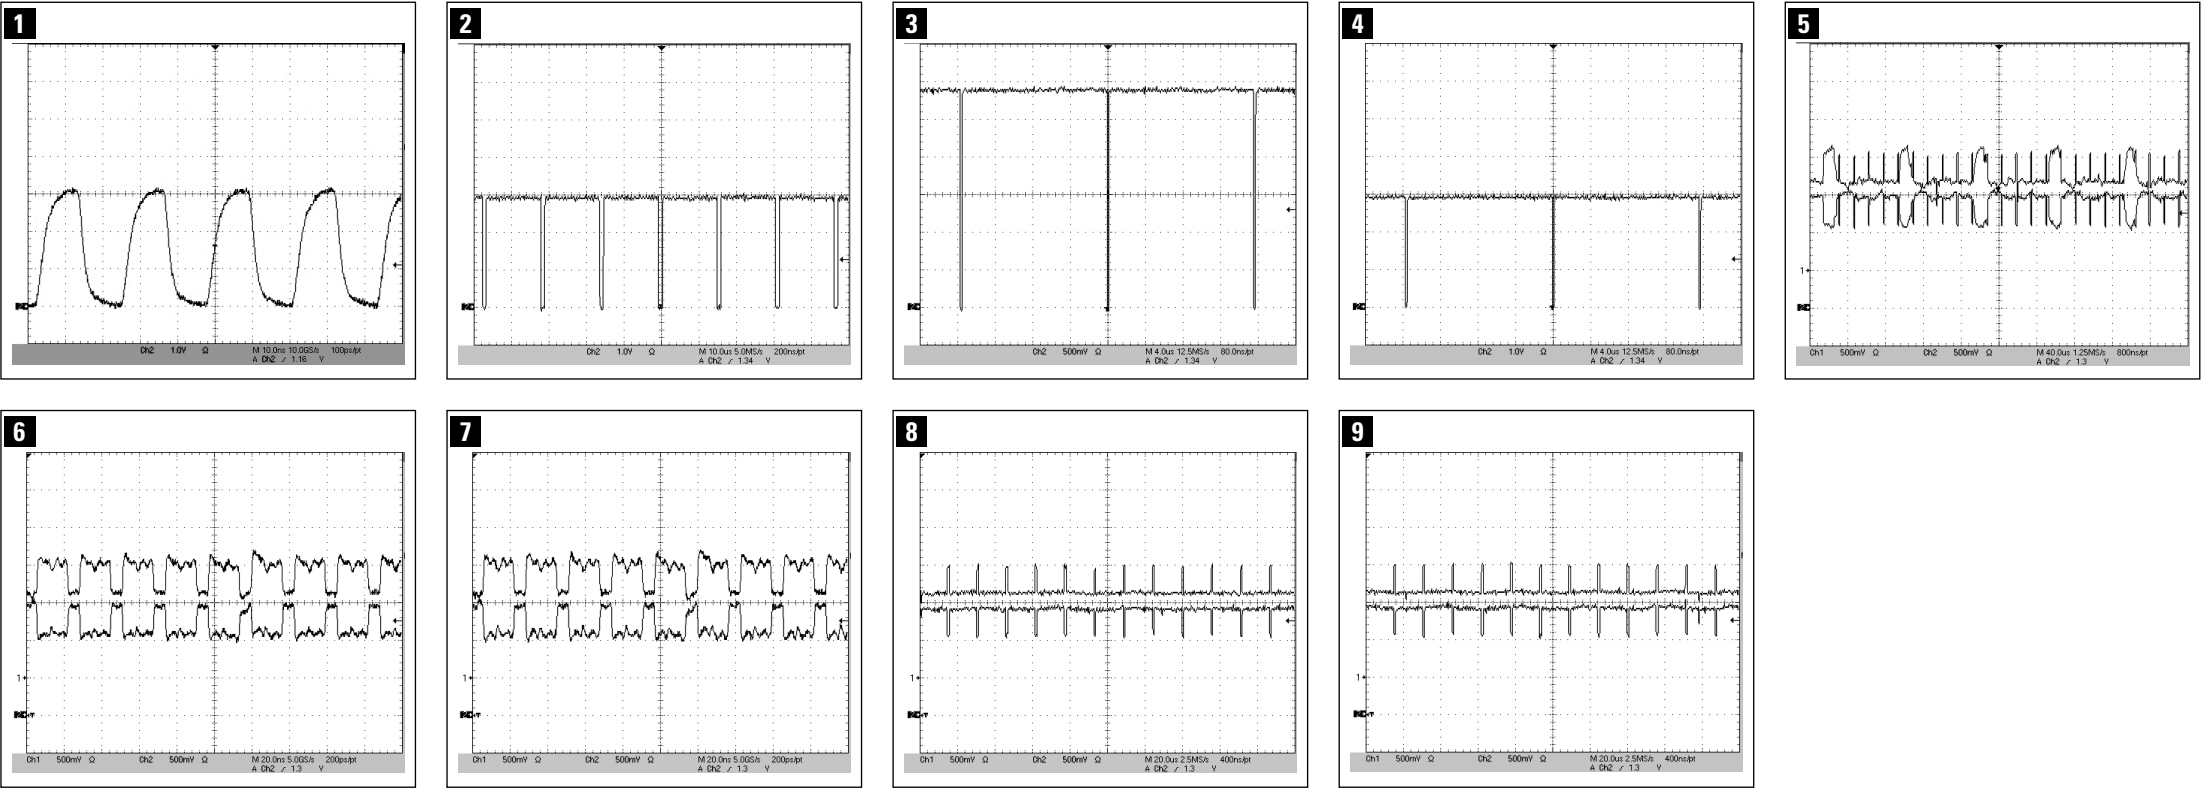 1
Ch2 1.0V Ω M 10.0ns 10.0GS/s 100ps/pt
A Ch2 / 1.16 V
2
Ch2 1.0V Ω M 10.0us 5.0MS/s 200ns/pt
A Ch2 / 1.34 V
3
Ch2 500mV Ω M 4.0us 12.5MS/s 80.0ns/pt
A Ch2 / 1.34 V
4
Ch2 1.0V Ω M 4.0us 12.5MS/s 80.0ns/pt
A Ch2 / 1.34 V
5
1
Ch1 500mV Ω Ch2 500mV Ω M 40.0us 1.25MS/s 800ns/pt
A Ch2 / 1.3 V
6
1
Ch1 500mV Ω Ch2 500mV Ω M 20.0ns 5.0GS/s 200ps/pt
A Ch2 / 1.3 V
7
1
Ch1 500mV Ω Ch2 500mV Ω M 20.0ns 5.0GS/s 200ps/pt
A Ch2 / 1.3 V
8
1
Ch1 500mV Ω Ch2 500mV Ω M 20.0us 2.5MS/s 400ns/pt
A Ch2 / 1.3 V
9
1
Ch1 500mV Ω Ch2 500mV Ω M 20.0us 2.5MS/s 400ns/pt
A Ch2 / 1.3 V